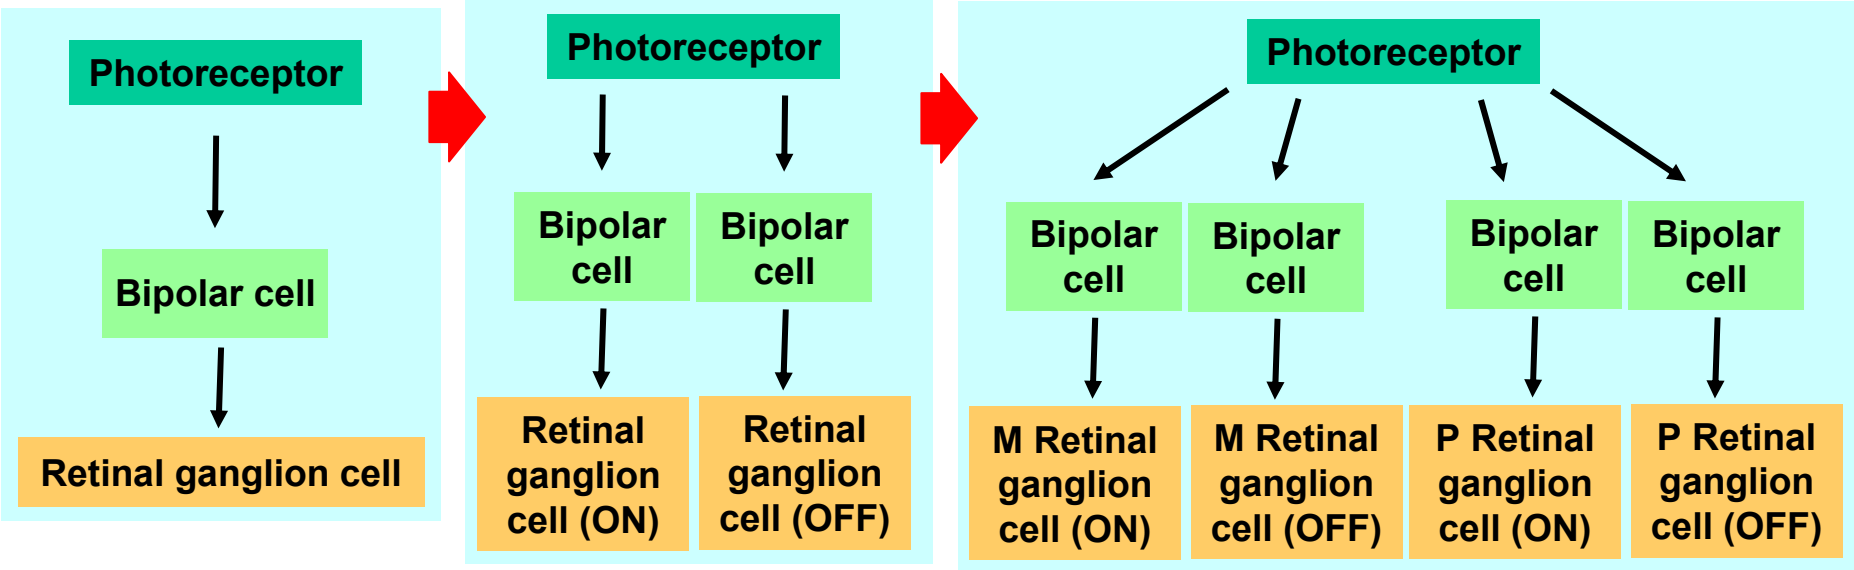 Photoreceptor
Bipolar cell
Retinal ganglion cell
Photoreceptor
Bipolar
cell
Bipolar
cell
Retinal
ganglion
cell (ON)
Retinal
ganglion
cell (OFF)
Photoreceptor
Bipolar
cell
Bipolar
cell
Bipolar
cell
Bipolar
cell
M Retinal
ganglion
cell (ON)
M Retinal
ganglion
cell (OFF)
P Retinal
ganglion
cell (ON)
P Retinal
ganglion
cell (OFF)